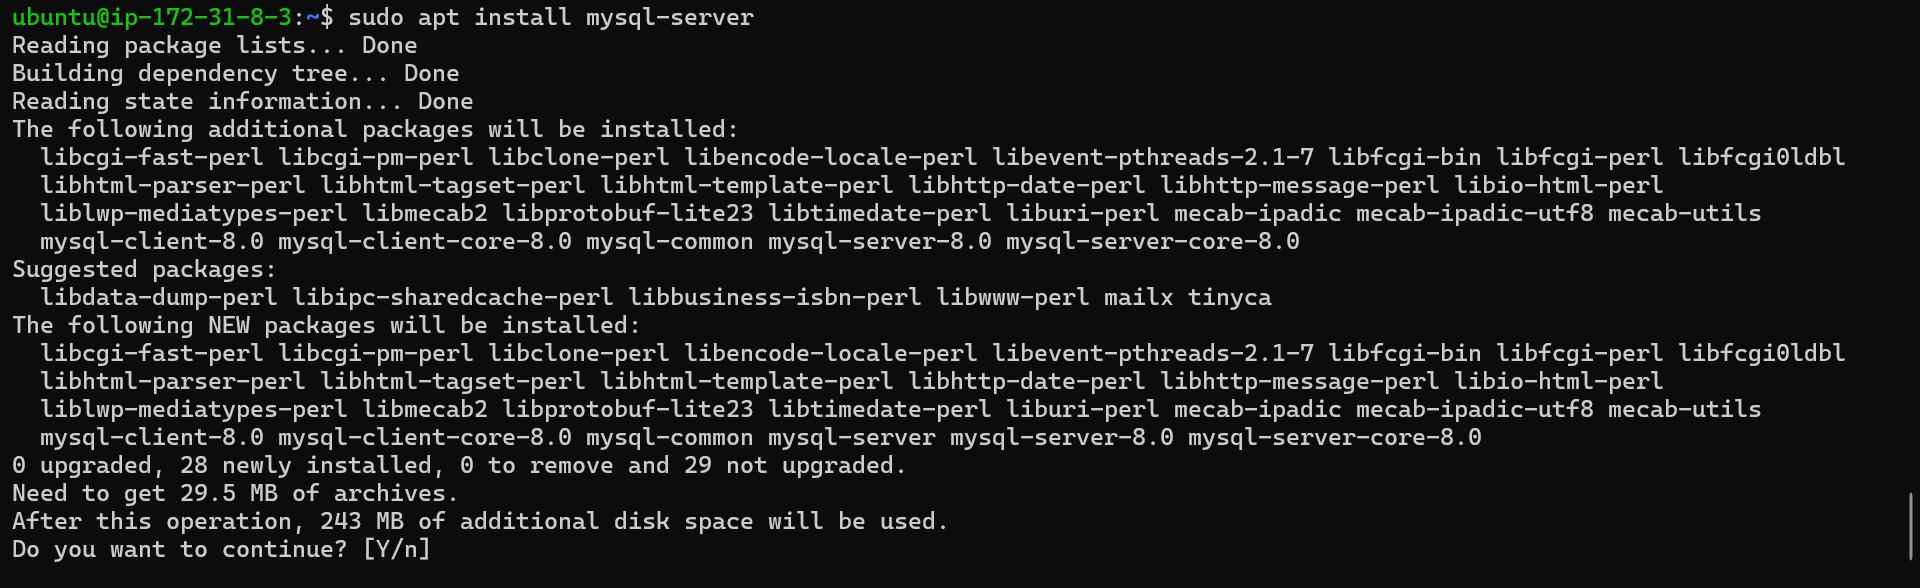 ubuntu@ip-172-31-8-3:~$ sudo apt install mysql-server
Reading package lists... Done
Building dependency tree... Done
Reading state information... Done
The following additional packages will be installed:
  libcgi-fast-perl libcgi-pm-perl libclone-perl libencode-locale-perl libevent-pthreads-2.1-7 libfcgi-bin libfcgi-perl libfcgi0ldbl
  libhtml-parser-perl libhtml-tagset-perl libhtml-template-perl libhttp-date-perl libhttp-message-perl libio-html-perl
  liblwp-mediatypes-perl libmecab2 libprotobuf-lite23 libtimedate-perl liburi-perl mecab-ipadic mecab-ipadic-utf8 mecab-utils
  mysql-client-8.0 mysql-client-core-8.0 mysql-common mysql-server-8.0 mysql-server-core-8.0
Suggested packages:
  libdata-dump-perl libipc-sharedcache-perl libbusiness-isbn-perl libwww-perl mailx tinyca
The following NEW packages will be installed:
  libcgi-fast-perl libcgi-pm-perl libclone-perl libencode-locale-perl libevent-pthreads-2.1-7 libfcgi-bin libfcgi-perl libfcgi0ldbl
  libhtml-parser-perl libhtml-tagset-perl libhtml-template-perl libhttp-date-perl libhttp-message-perl libio-html-perl
  liblwp-mediatypes-perl libmecab2 libprotobuf-lite23 libtimedate-perl liburi-perl mecab-ipadic mecab-ipadic-utf8 mecab-utils
  mysql-client-8.0 mysql-client-core-8.0 mysql-common mysql-server mysql-server-8.0 mysql-server-core-8.0
0 upgraded, 28 newly installed, 0 to remove and 29 not upgraded.
Need to get 29.5 MB of archives.
After this operation, 243 MB of additional disk space will be used.
Do you want to continue? [Y/n]